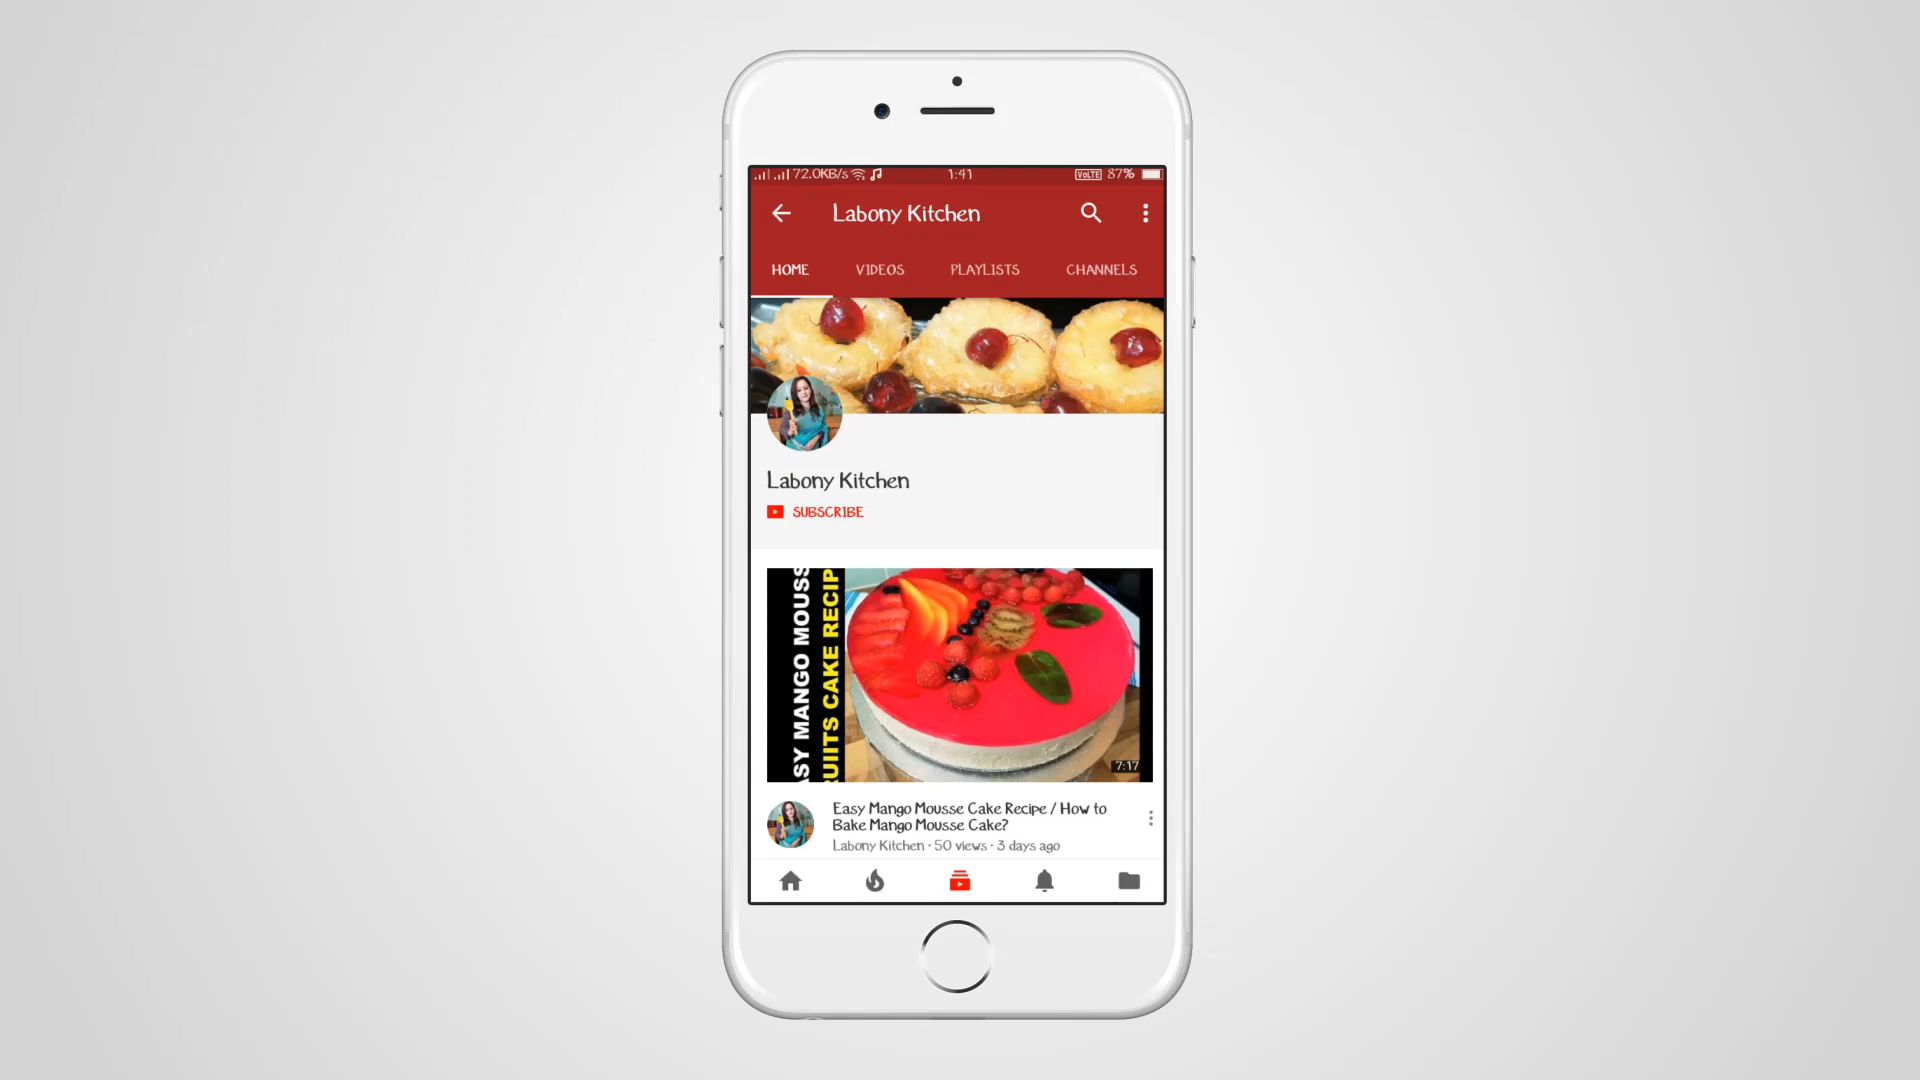 72.0KB/s 1:41 VoLTE 87%
Labony Kitchen
HOME VIDEOS PLAYLISTS CHANNELS
Labony Kitchen
SUBSCRIBE
ASY MANGO MOUSS
RUIITS CAKE RECIP
7:17
Easy Mango Mousse Cake Recipe / How to
Bake Mango Mousse Cake?
Labony Kitchen · 50 views · 3 days ago